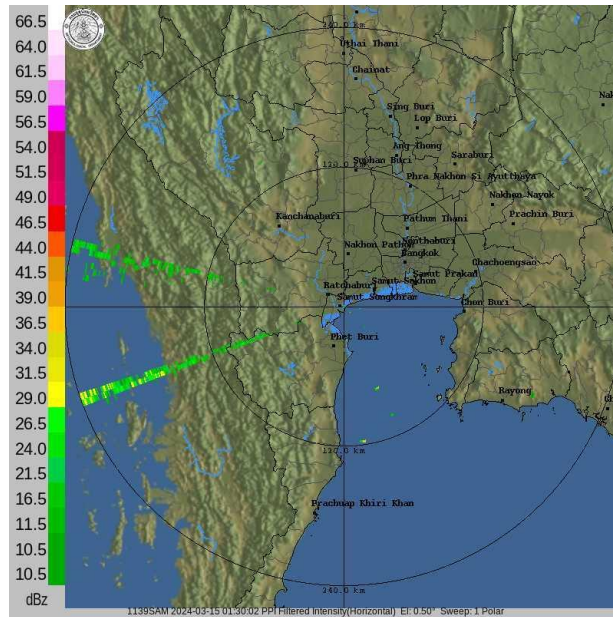 66.5
64.0
61.5
59.0
56.5
54.0
51.5
49.0
46.5
44.0
41.5
39.0
36.5
34.0
31.5
29.0
26.5
24.0
21.5
16.5
11.5
10.5
10.5
dBz
240.0 km
Uthai Thani
Chainat
Sing Buri
Lop Buri
Ang Thong
Saraburi
120.0 km
Suphan Buri
Phra Nakhon Si Ayutthaya
Nakhon Nayok
Kanchanaburi
Pathum Thani
Prachin Buri
Nonthaburi
Nakhon Pathom
Bangkok
Chachoengsao
Samut Prakan
Samut Sakhon
Ratchaburi
Samut Songkhram
Chon Buri
Phet Buri
Rayong
120.0 km
Prachuap Khiri Khan
240.0 km
1139SAM 2024-03-15 01:30:02 PPI Filtered Intensity(Horizontal) El: 0.50° Sweep: 1 Polar